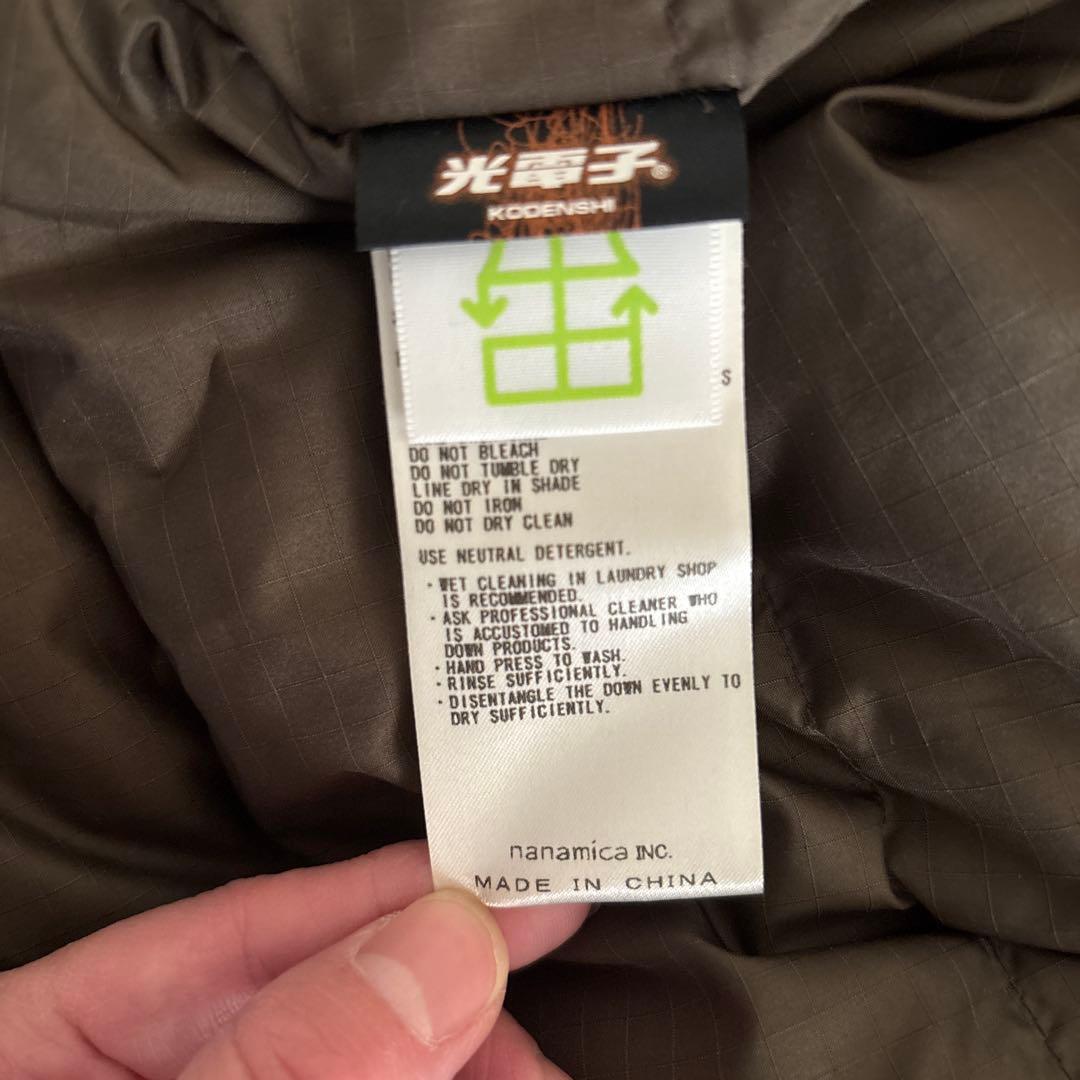 光電子®
KODENSHI
S
DO NOT BLEACH
DO NOT TUMBLE DRY
LINE DRY IN SHADE
DO NOT IRON
DO NOT DRY CLEAN
USE NEUTRAL DETERGENT.
・WET CLEANING IN LAUNDRY SHOP
IS RECOMMENDED.
・ASK PROFESSIONAL CLEANER WHO
IS ACCUSTOMED TO HANDLING
DOWN PRODUCTS.
・HAND PRESS TO WASH.
・RINSE SUFFICIENTLY.
・DISENTANGLE THE DOWN EVENLY TO
DRY SUFFICIENTLY.
nanamica INC.
MADE IN CHINA